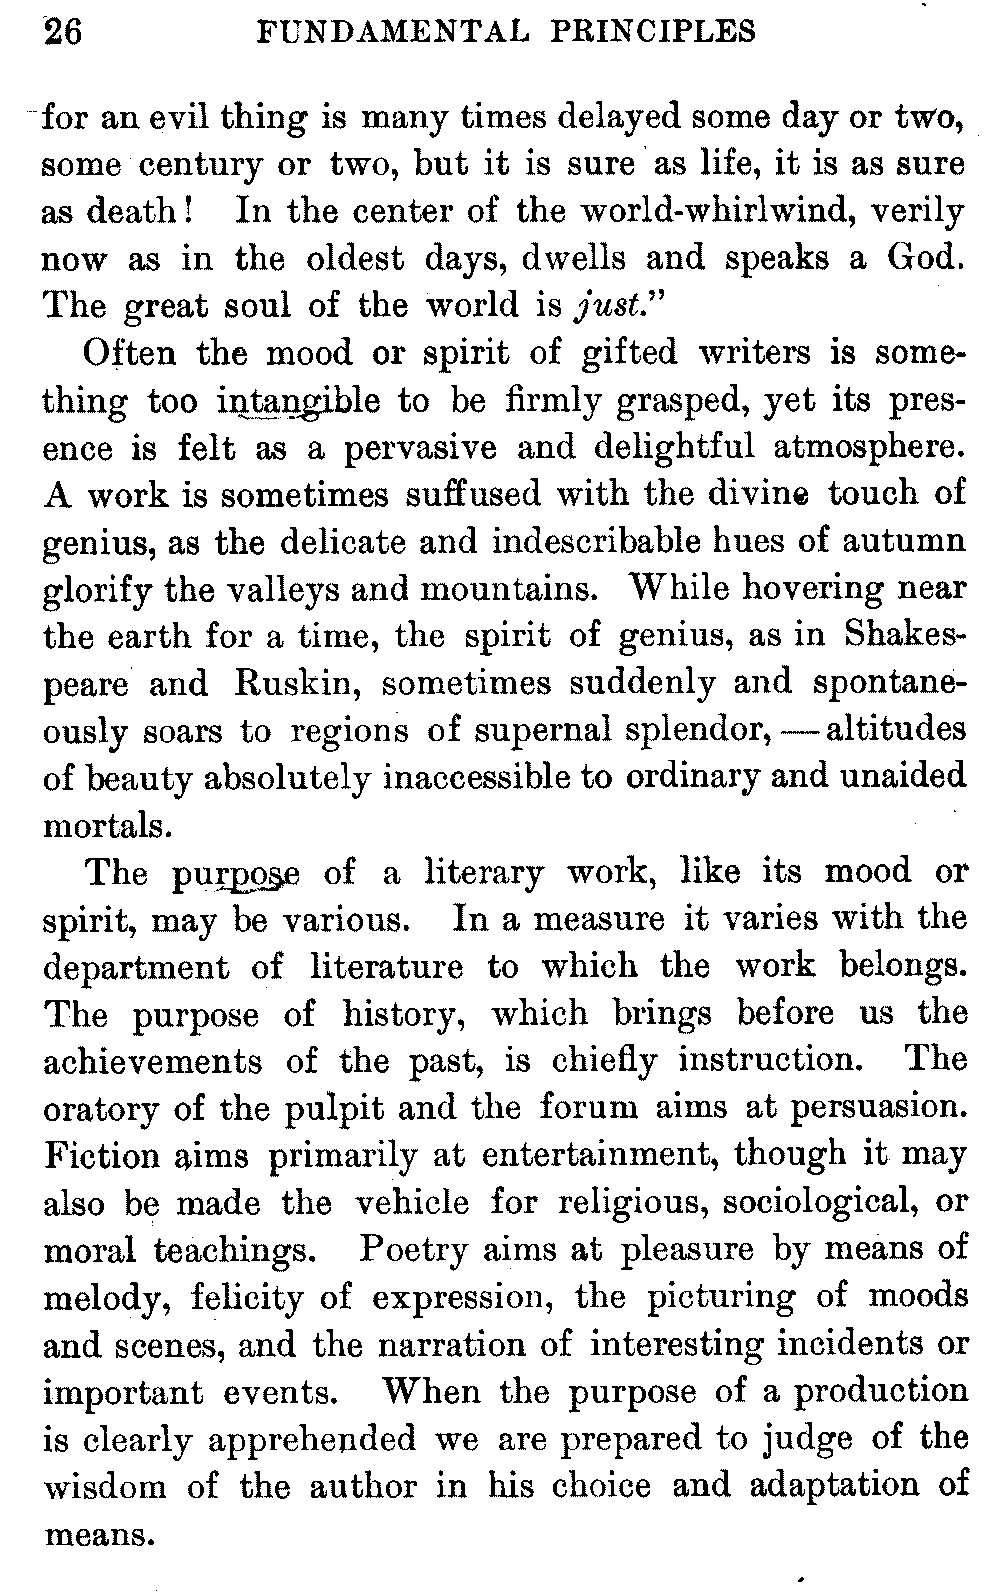 26 FUNDAMENTAL PRINCIPLES
for an evil thing is many times delayed some day or two,
some century or two, but it is sure as life, it is as sure
as death! In the center of the world-whirlwind, verily
now as in the oldest days, dwells and speaks a God.
The great soul of the world is just."
Often the mood or spirit of gifted writers is some-
thing too intangible to be firmly grasped, yet its pres-
ence is felt as a pervasive and delightful atmosphere.
A work is sometimes suffused with the divine touch of
genius, as the delicate and indescribable hues of autumn
glorify the valleys and mountains. While hovering near
the earth for a time, the spirit of genius, as in Shakes-
peare and Ruskin, sometimes suddenly and spontane-
ously soars to regions of supernal splendor, — altitudes
of beauty absolutely inaccessible to ordinary and unaided
mortals.
The purpose of a literary work, like its mood or
spirit, may be various. In a measure it varies with the
department of literature to which the work belongs.
The purpose of history, which brings before us the
achievements of the past, is chiefly instruction. The
oratory of the pulpit and the forum aims at persuasion.
Fiction aims primarily at entertainment, though it may
also be made the vehicle for religious, sociological, or
moral teachings. Poetry aims at pleasure by means of
melody, felicity of expression, the picturing of moods
and scenes, and the narration of interesting incidents or
important events. When the purpose of a production
is clearly apprehended we are prepared to judge of the
wisdom of the author in his choice and adaptation of
means.